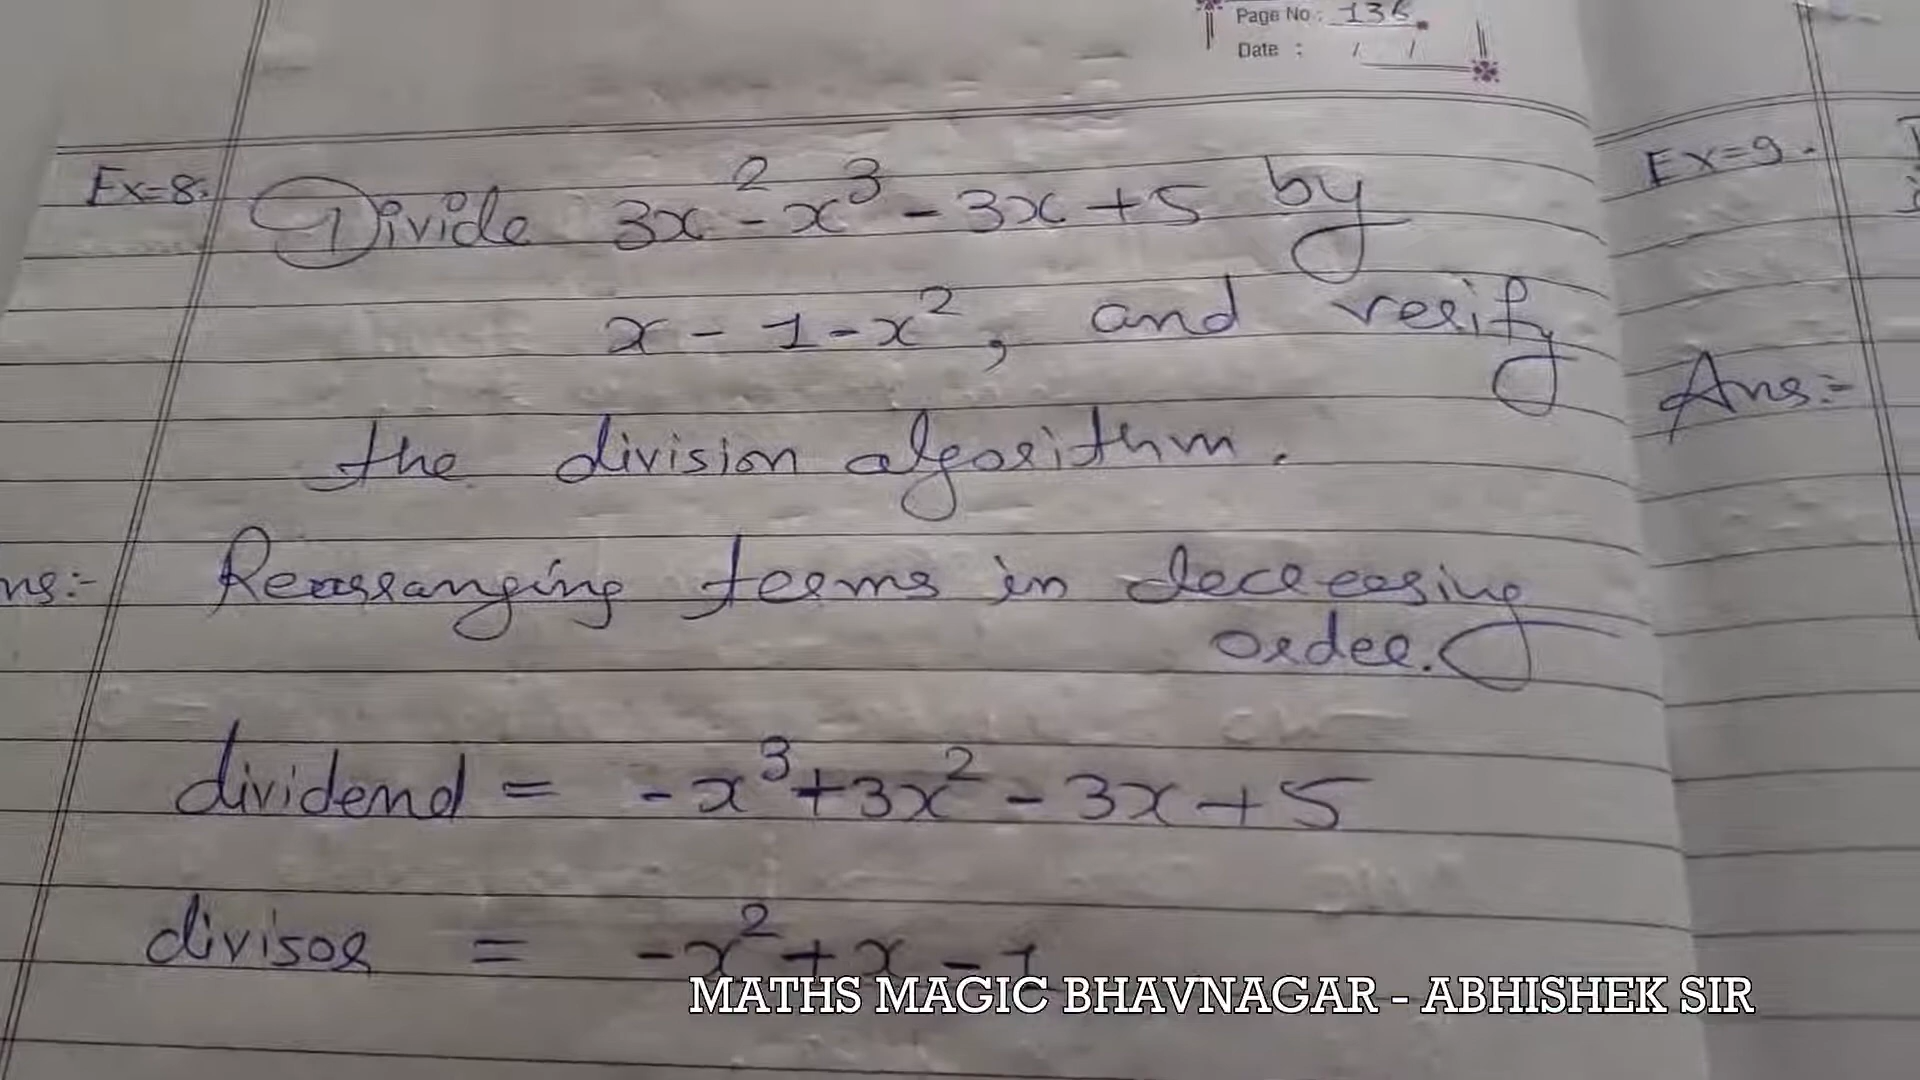 Page No.: 136
Date : / /
Ex=8. Divide 3x² - x³ - 3x + 5 by
x - 1 - x², and verify
the division algorithm.
ns:- Rearranging terms in decreasing
order.
dividend = -x³ + 3x² - 3x + 5
divisor = -x² + x - 1
Ex=9.
Ans:-
MATHS MAGIC BHAVNAGAR - ABHISHEK SIR